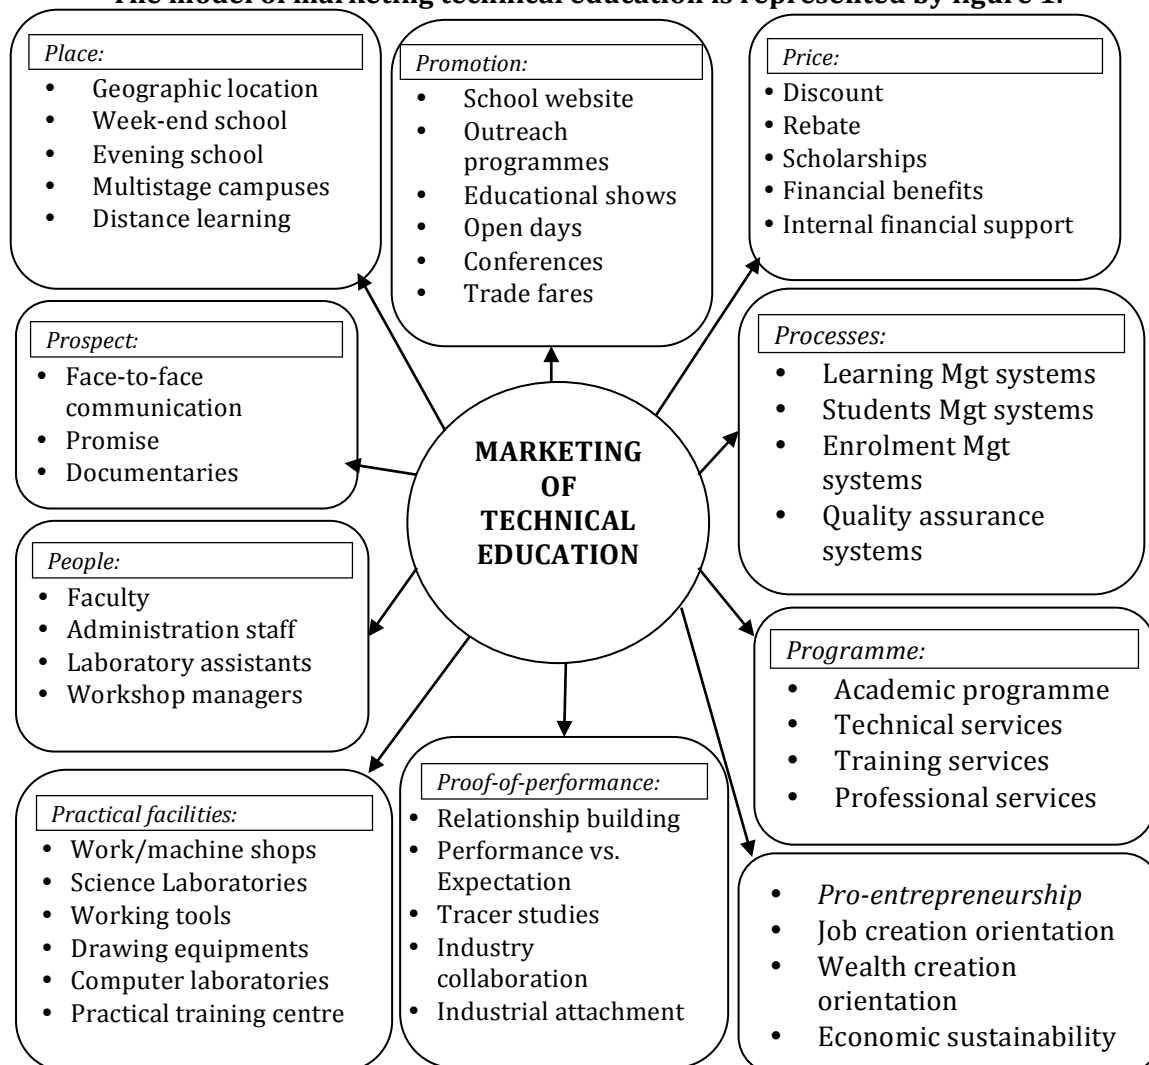 The model of marketing technical education is represented by figure 1.
Place:
• Geographic location
• Week-end school
• Evening school
• Multistage campuses
• Distance learning
Promotion:
• School website
• Outreach
programmes
• Educational shows
• Open days
• Conferences
• Trade fares
Price:
• Discount
• Rebate
• Scholarships
• Financial benefits
• Internal financial support
Prospect:
• Face-to-face
communication
• Promise
• Documentaries
MARKETING
OF
TECHNICAL
EDUCATION
Processes:
• Learning Mgt systems
• Students Mgt systems
• Enrolment Mgt
systems
• Quality assurance
systems
People:
• Faculty
• Administration staff
• Laboratory assistants
• Workshop managers
Programme:
• Academic programme
• Technical services
• Training services
• Professional services
Practical facilities:
• Work/machine shops
• Science Laboratories
• Working tools
• Drawing equipments
• Computer laboratories
• Practical training centre
Proof-of-performance:
• Relationship building
• Performance vs.
Expectation
• Tracer studies
• Industry
collaboration
• Industrial attachment
• Pro-entrepreneurship
• Job creation orientation
• Wealth creation
orientation
• Economic sustainability